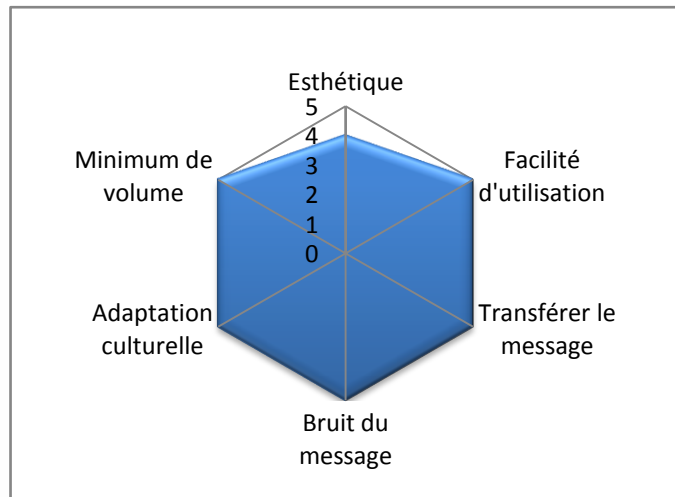 Esthétique
5
4
3
2
1
0
Facilité
d'utilisation
Transférer le
message
Bruit du
message
Adaptation
culturelle
Minimum de
volume